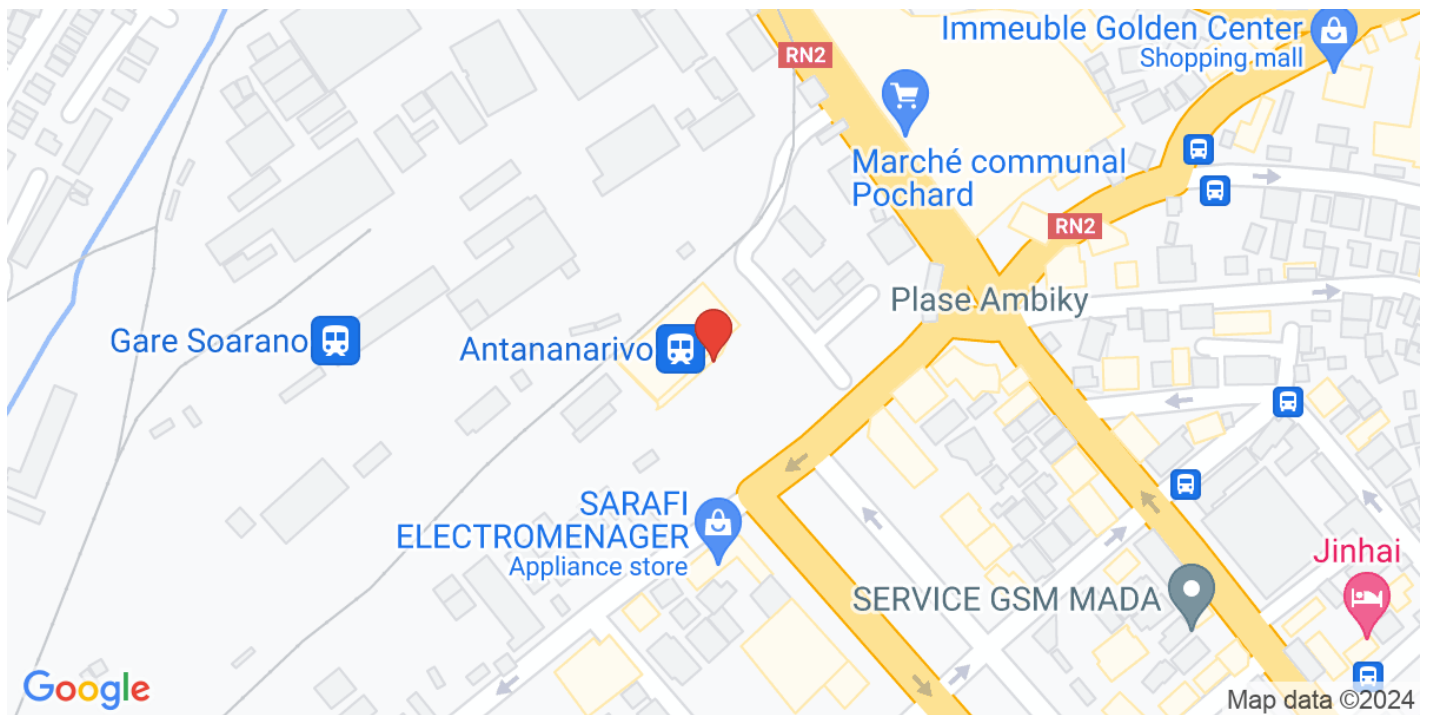 Immeuble Golden Center
Shopping mall
RN2
Marché communal
Pochard
RN2
Plase Ambiky
Gare Soarano
Antananarivo
SARAFI
ELECTROMENAGER
Appliance store
Jinhai
SERVICE GSM MADA
Google
Map data ©2024